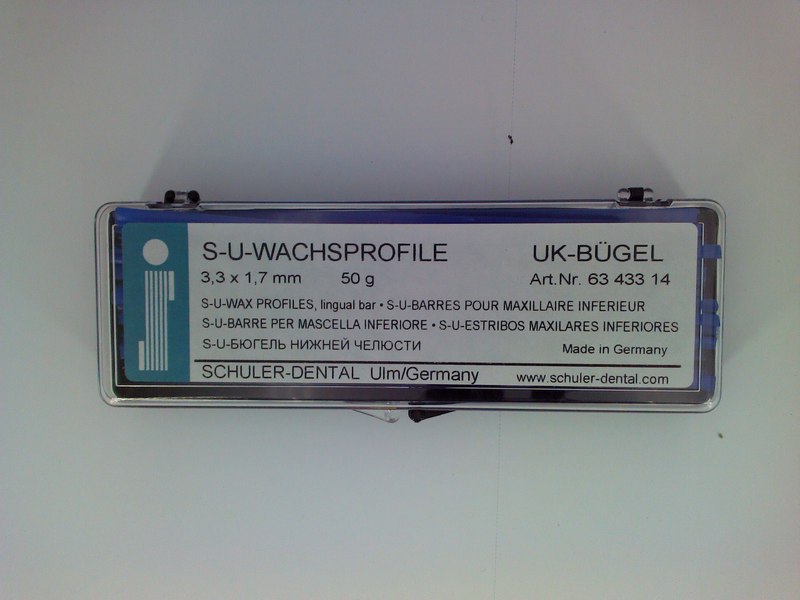 S-U-WACHSPROFILE UK-BÜGEL
3,3 x 1,7 mm 50 g Art.Nr. 63 433 14
S-U-WAX PROFILES, lingual bar • S-U-BARRES POUR MAXILLAIRE INFERIEUR
S-U-BARRE PER MASCELLA INFERIORE • S-U-ESTRIBOS MAXILARES INFERIORES
S-U-БЮГЕЛЬ НИЖНЕЙ ЧЕЛЮСТИ Made in Germany
SCHULER-DENTAL Ulm/Germany www.schuler-dental.com